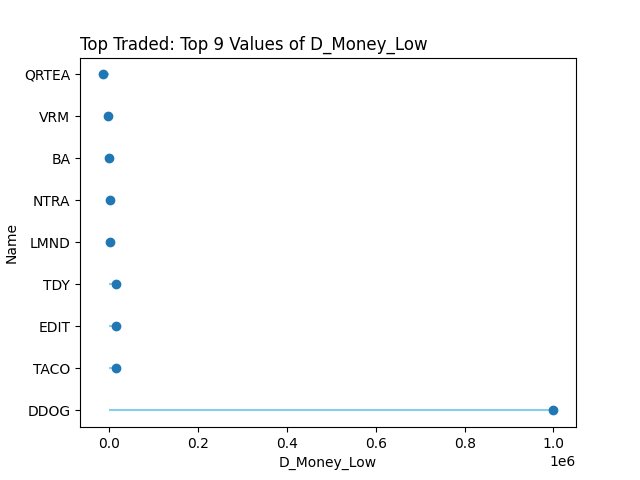 Top Traded: Top 9 Values of D_Money_Low
QRTEA
VRM
BA
NTRA
LMND
TDY
EDIT
TACO
DDOG
Name
0.0 0.2 0.4 0.6 0.8 1.0
1e6
D_Money_Low